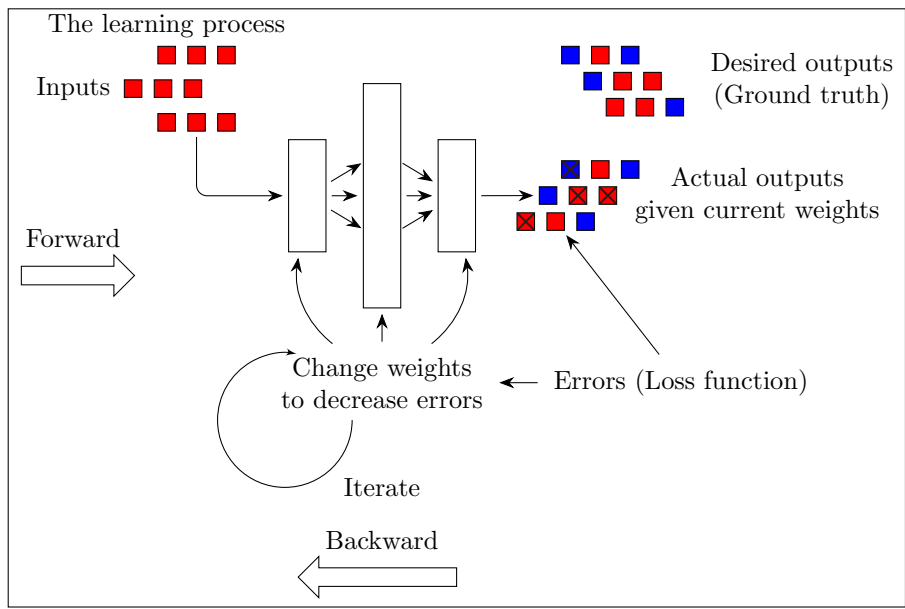 The learning process
Inputs
Desired outputs
(Ground truth)
Actual outputs
given current weights
Forward
Change weights
to decrease errors
Errors (Loss function)
Iterate
Backward